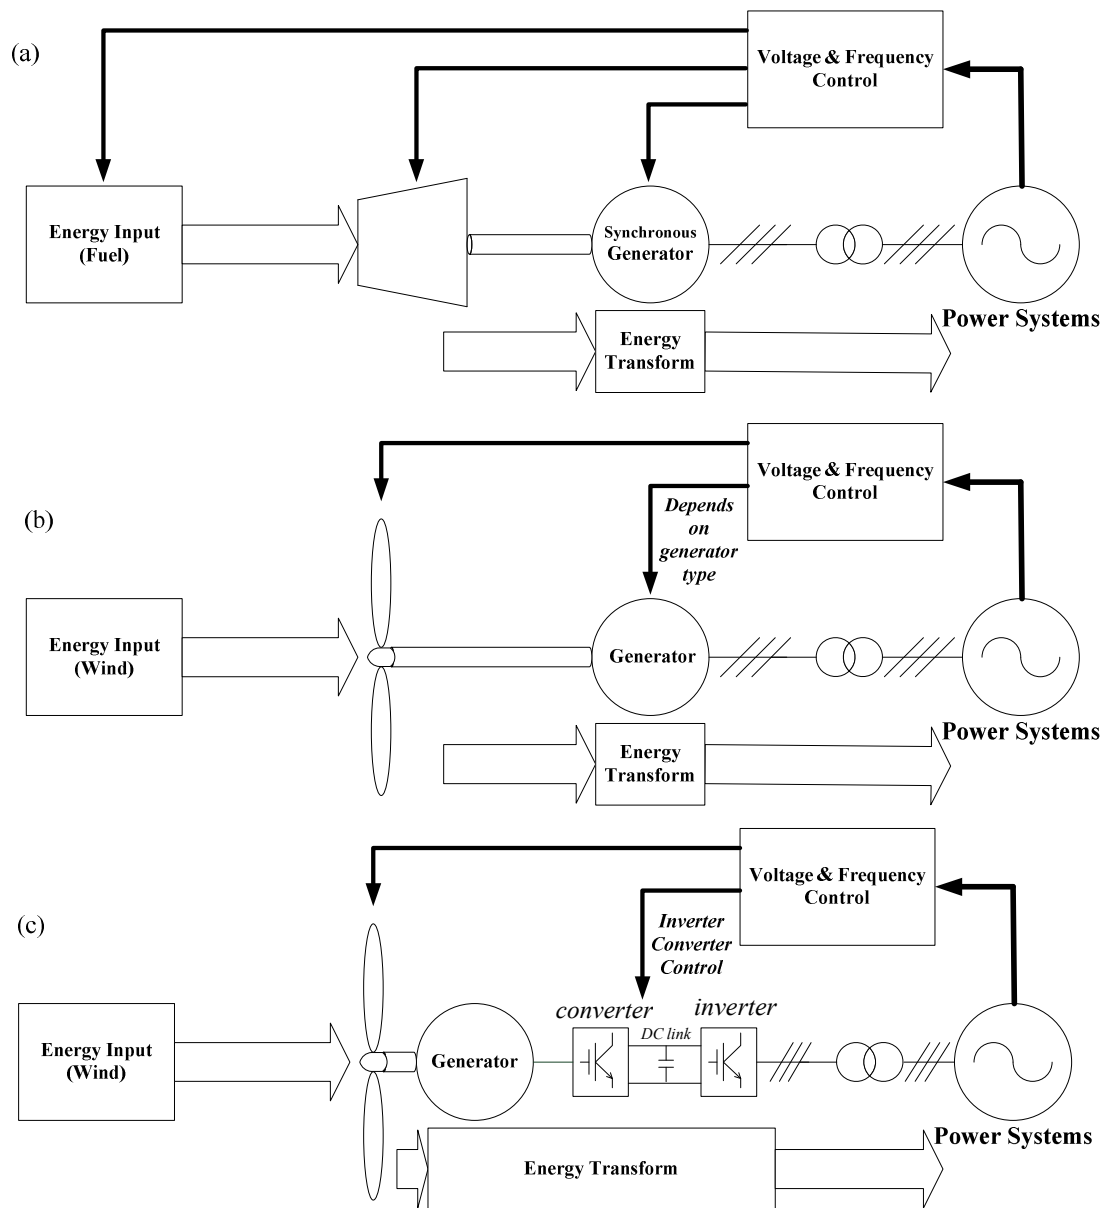 (a)
Voltage & Frequency
Control
Energy Input
(Fuel)
Synchronous
Generator
Power Systems
Energy
Transform
(b)
Voltage & Frequency
Control
Depends
on
generator
type
Energy Input
(Wind)
Generator
Power Systems
Energy
Transform
(c)
Voltage & Frequency
Control
Inverter
Converter
Control
converter
inverter
DC link
Energy Input
(Wind)
Generator
Power Systems
Energy Transform